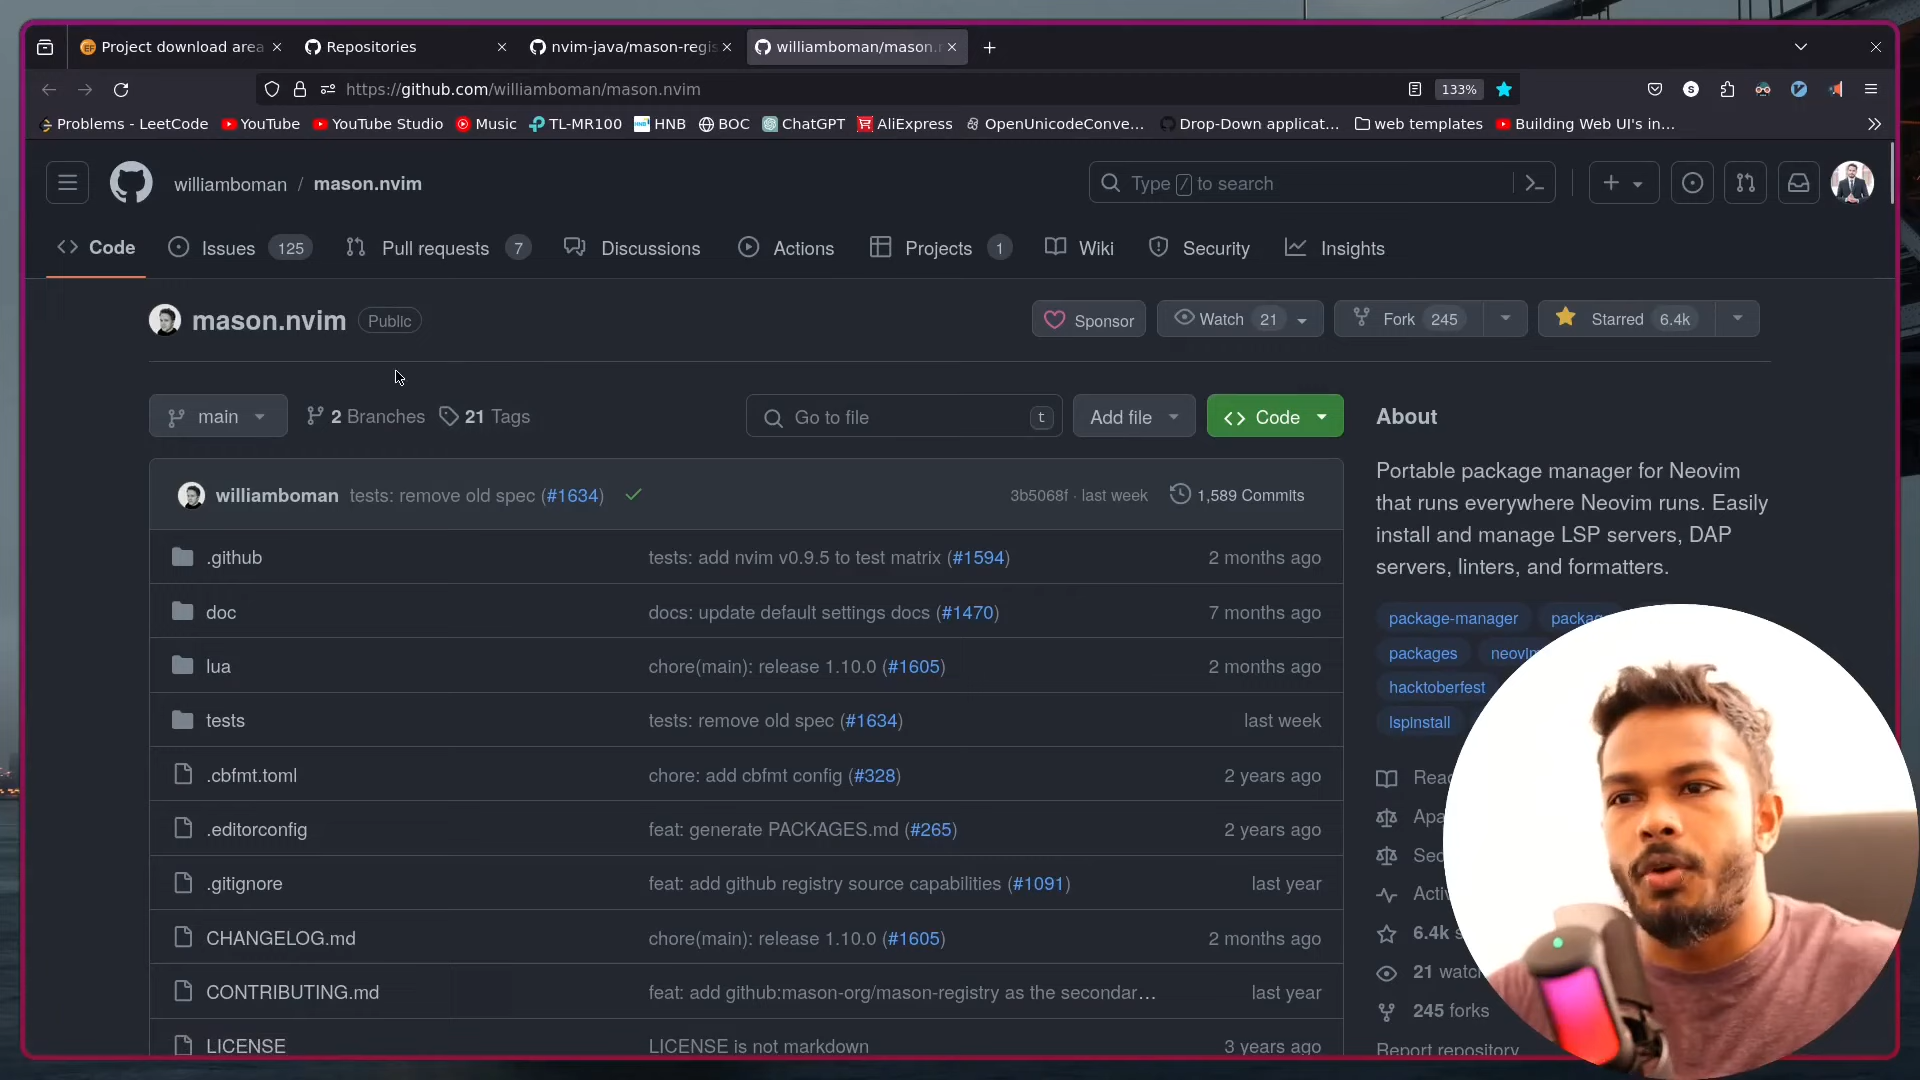 Project download area
Repositories
nvim-java/mason-regis
williamboman/mason.
https://github.com/williamboman/mason.nvim
133%
Problems - LeetCode
YouTube
YouTube Studio
Music
TL-MR100
HNB
BOC
ChatGPT
AliExpress
OpenUnicodeConve...
Drop-Down applicat...
web templates
Building Web UI's in...
williamboman / mason.nvim
Type / to search
Code
Issues 125
Pull requests 7
Discussions
Actions
Projects 1
Wiki
Security
Insights
mason.nvim Public
Sponsor
Watch 21
Fork 245
Starred 6.4k
main
2 Branches
21 Tags
Go to file t
Add file
Code
About
Portable package manager for Neovim
that runs everywhere Neovim runs. Easily
install and manage LSP servers, DAP
servers, linters, and formatters.
williamboman tests: remove old spec (#1634) 3b5068f · last week 1,589 Commits
.github tests: add nvim v0.9.5 to test matrix (#1594) 2 months ago
doc docs: update default settings docs (#1470) 7 months ago
lua chore(main): release 1.10.0 (#1605) 2 months ago
tests tests: remove old spec (#1634) last week
.cbfmt.toml chore: add cbfmt config (#328) 2 years ago
.editorconfig feat: generate PACKAGES.md (#265) 2 years ago
.gitignore feat: add github registry source capabilities (#1091) last year
CHANGELOG.md chore(main): release 1.10.0 (#1605) 2 months ago
CONTRIBUTING.md feat: add github:mason-org/mason-registry as the secondar... last year
LICENSE LICENSE is not markdown 3 years ago
package-manager
packages
hacktoberfest
lspinstall
6.4k
21
245 forks
Report repository